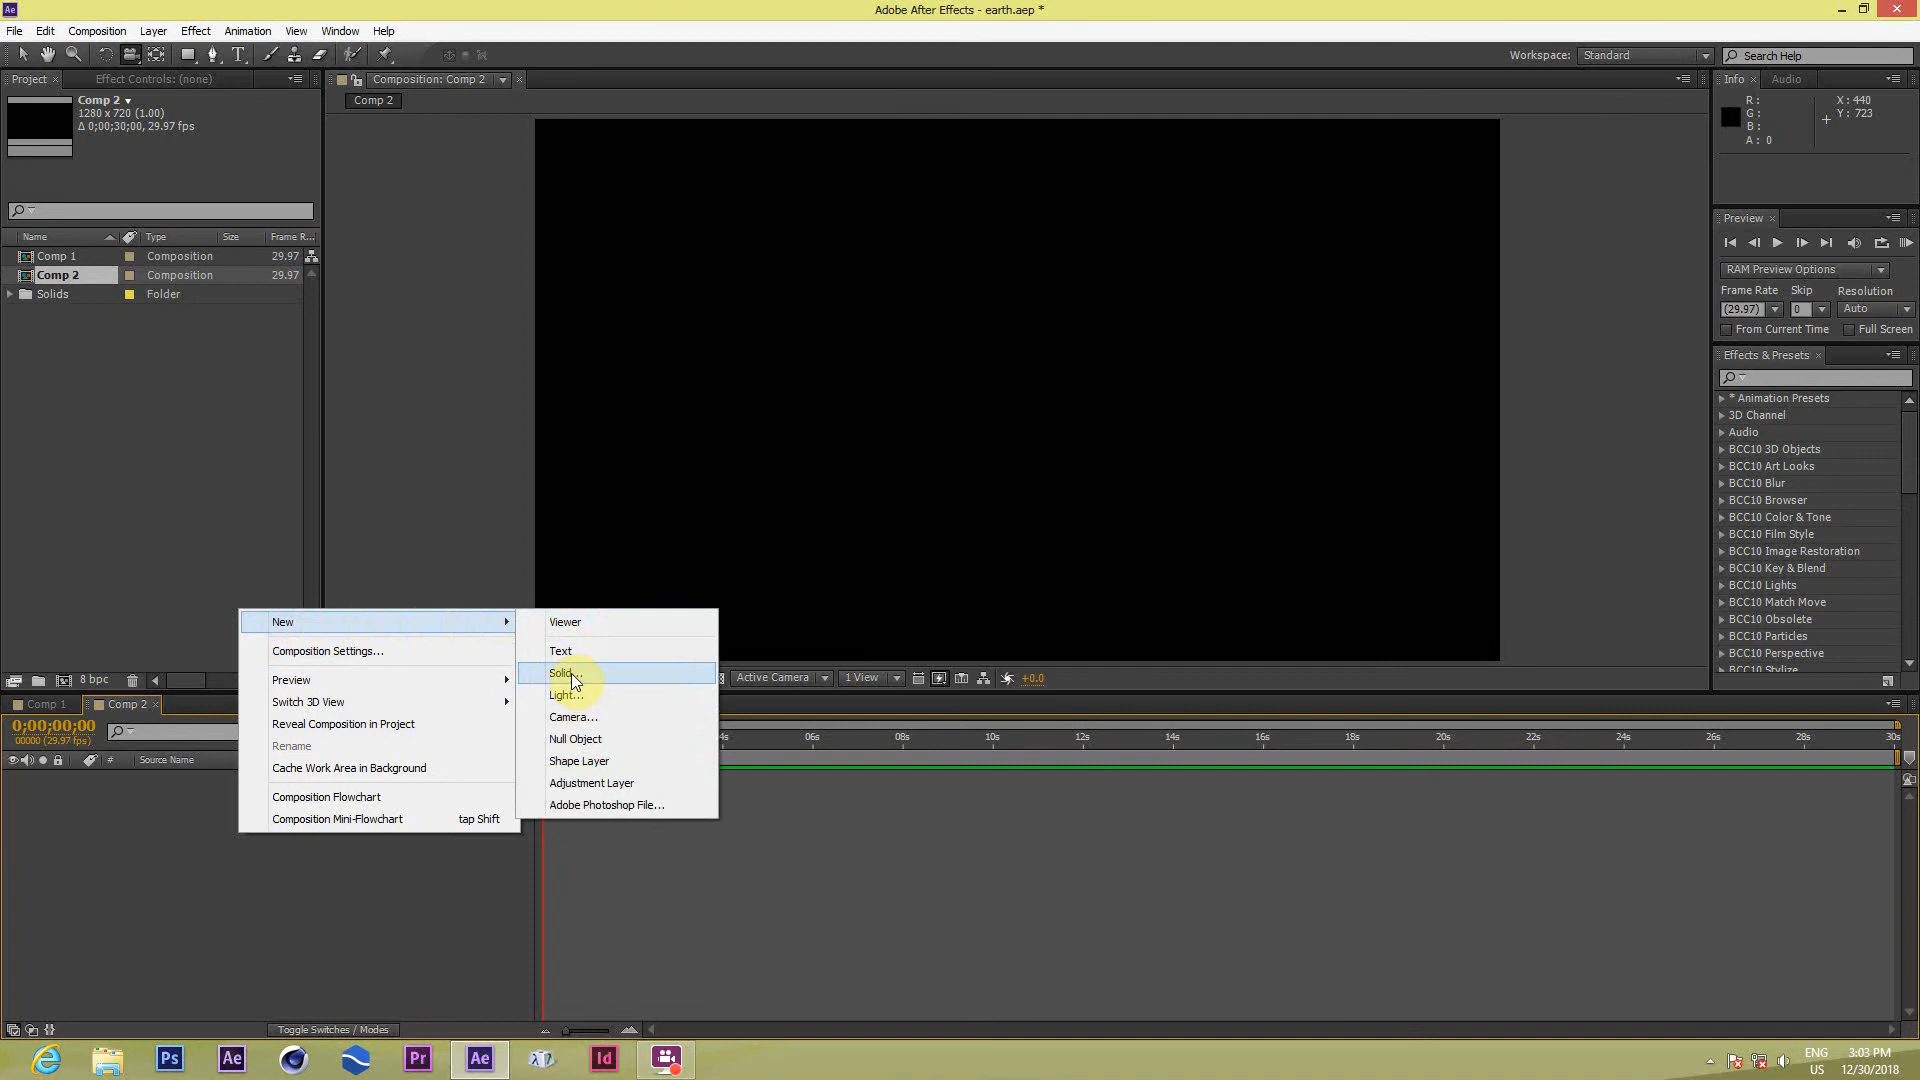 Adobe After Effects - earth.aep *
File Edit Composition Layer Effect Animation View Window Help
Workspace: Standard Search Help
Project Effect Controls: (none)
Composition: Comp 2
Info Audio
Comp 2
1280 x 720 (1.00)
Δ 0;00;30;00, 29.97 fps
Comp 2
R:
G:
B:
A: 0
X: 440
Y: 723
Preview
RAM Preview Options
Frame Rate Skip Resolution
(29.97) 0 Auto
From Current Time Full Screen
Name Type Size Frame R...
Comp 1 Composition 29.97
Comp 2 Composition 29.97
Solids Folder
Effects & Presets
* Animation Presets
3D Channel
Audio
BCC10 3D Objects
BCC10 Art Looks
BCC10 Blur
BCC10 Browser
BCC10 Color & Tone
BCC10 Film Style
BCC10 Image Restoration
BCC10 Key & Blend
BCC10 Lights
BCC10 Match Move
BCC10 Obsolete
BCC10 Particles
BCC10 Perspective
BCC10 Stylize
New
Composition Settings...
Preview
Switch 3D View
Reveal Composition in Project
Rename
Cache Work Area in Background
Composition Flowchart
Composition Mini-Flowchart tap Shift
Viewer
Text
Solid...
Light...
Camera...
Null Object
Shape Layer
Adjustment Layer
Adobe Photoshop File...
8 bpc
Active Camera 1 View +0.0
Comp 1 Comp 2
0;00;00;00
00000 (29.97 fps)
# Source Name
4s 06s 08s 10s 12s 14s 16s 18s 20s 22s 24s 26s 28s 30s
Toggle Switches / Modes
Ps Ae Pr Ae Id
ENG
US
3:03 PM
12/30/2018